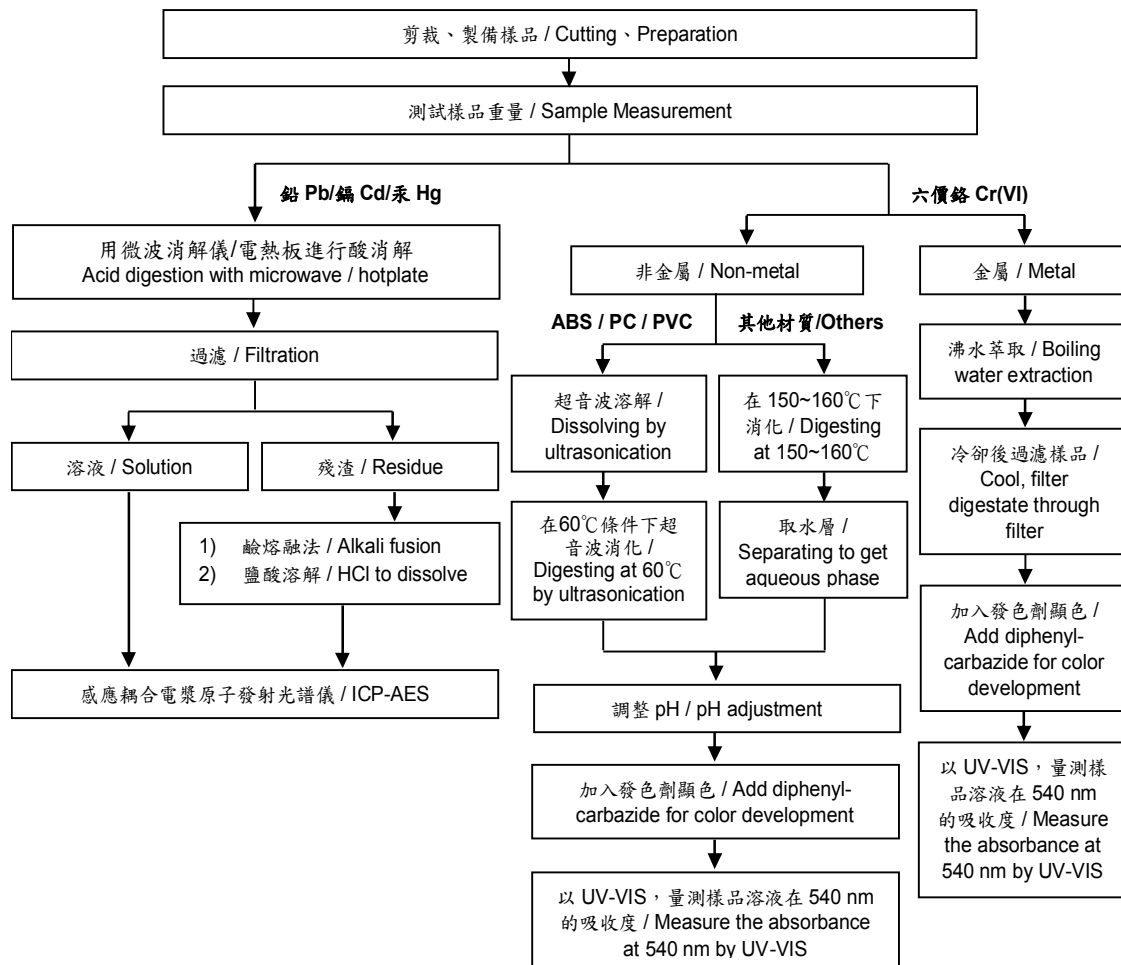 剪裁、製備樣品 / Cutting、Preparation
測試樣品重量 / Sample Measurement
鉛 Pb/鎘 Cd/汞 Hg
六價鉻 Cr(VI)
用微波消解儀/電熱板進行酸消解
Acid digestion with microwave / hotplate
過濾 / Filtration
溶液 / Solution
殘渣 / Residue
1) 鹼熔融法 / Alkali fusion
2) 鹽酸溶解 / HCl to dissolve
感應耦合電漿原子發射光譜儀 / ICP-AES
非金屬 / Non-metal
ABS / PC / PVC
其他材質/Others
超音波溶解 /
Dissolving by
ultrasonication
在60℃條件下超
音波消化 /
Digesting at 60℃
by ultrasonication
在 150~160℃下
消化 / Digesting
at 150~160℃
取水層 /
Separating to get
aqueous phase
調整 pH / pH adjustment
加入發色劑顯色 / Add diphenyl-
carbazide for color development
以 UV-VIS，量測樣品溶液在 540 nm
的吸收度 / Measure the absorbance
at 540 nm by UV-VIS
金屬 / Metal
沸水萃取 / Boiling
water extraction
冷卻後過濾樣品 /
Cool, filter
digestate through
filter
加入發色劑顯色 /
Add diphenyl-
carbazide for color
development
以 UV-VIS，量測樣
品溶液在 540 nm
的吸收度 / Measure
the absorbance at
540 nm by UV-VIS